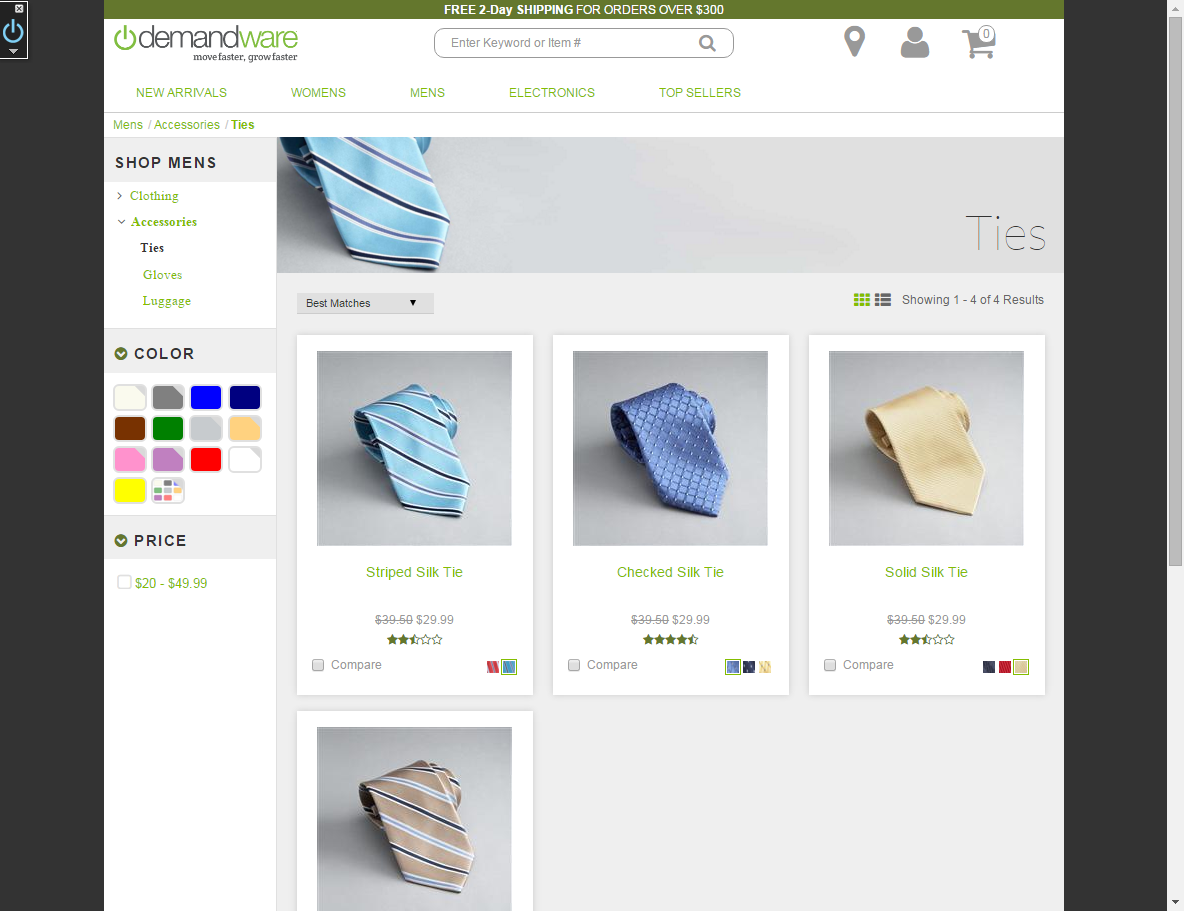 FREE 2-Day SHIPPING FOR ORDERS OVER $300
demandware
move faster, grow faster
Enter Keyword or Item #
0
NEW ARRIVALS WOMENS MENS ELECTRONICS TOP SELLERS
Mens / Accessories / Ties
SHOP MENS
Clothing
Accessories
Ties
Gloves
Luggage
COLOR
PRICE
$20 - $49.99
Ties
Best Matches
Showing 1 - 4 of 4 Results
Striped Silk Tie
$39.50 $29.99
Compare
Checked Silk Tie
$39.50 $29.99
Compare
Solid Silk Tie
$39.50 $29.99
Compare